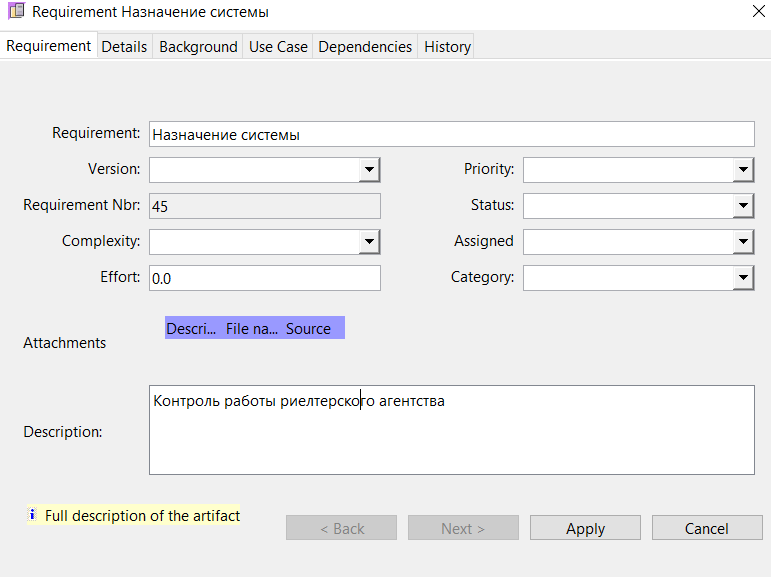 Requirement Назначение системы
Requirement Details Background Use Case Dependencies History
Requirement: Назначение системы
Version: Priority:
Requirement Nbr: 45 Status:
Complexity: Assigned
Effort: 0.0 Category:
Descri... File na... Source
Attachments
Контроль работы риелтерского агентства
Description:
Full description of the artifact
< Back Next > Apply Cancel